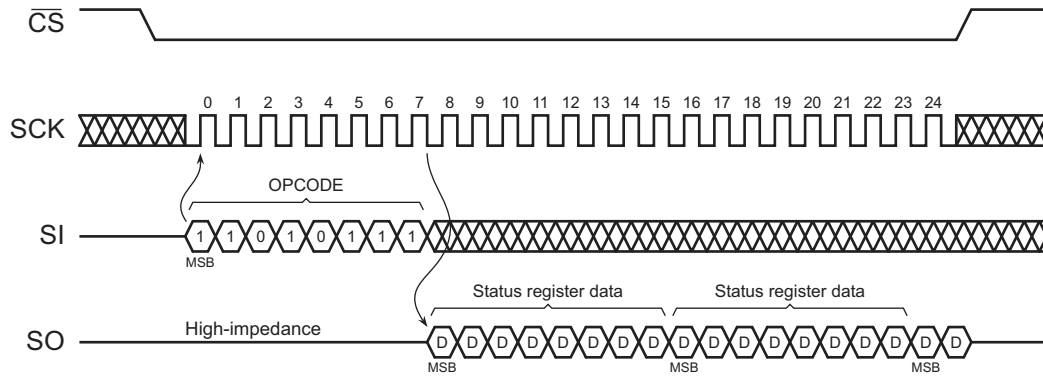 CS
0 1 2 3 4 5 6 7 8 9 10 11 12 13 14 15 16 17 18 19 20 21 22 23 24
SCK
OPCODE
SI 1 1 0 1 0 1 1 1
MSB
Status register data Status register data
High-impedance
SO D D D D D D D D D D D D D D D D D D
MSB MSB MSB